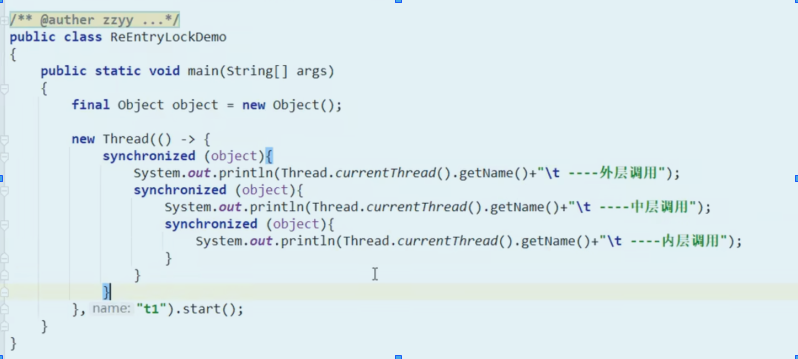 /** @auther zzyy ...*/
public class ReEntryLockDemo
{
    public static void main(String[] args)
    {
        final Object object = new Object();

        new Thread(() -> {
            synchronized (object){
                System.out.println(Thread.currentThread().getName()+"\t ----外层调用");
                synchronized (object){
                    System.out.println(Thread.currentThread().getName()+"\t ----中层调用");
                    synchronized (object){
                        System.out.println(Thread.currentThread().getName()+"\t ----内层调用");
                    }
                }
            }
        }, name: "t1").start();
    }
}